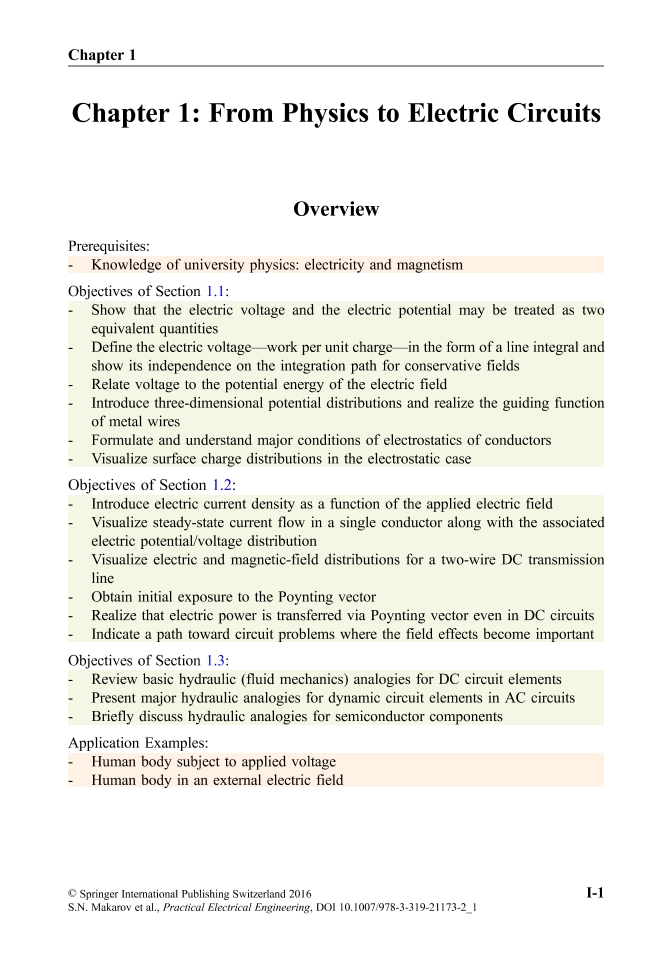 Chapter 1
Chapter 1: From Physics to Electric Circuits
Overview
Prerequisites:
- Knowledge of university physics: electricity and magnetism
Objectives of Section 1.1:
- Show that the electric voltage and the electric potential may be treated as two
equivalent quantities
- Define the electric voltage—work per unit charge—in the form of a line integral and
show its independence on the integration path for conservative fields
- Relate voltage to the potential energy of the electric field
- Introduce three-dimensional potential distributions and realize the guiding function
of metal wires
- Formulate and understand major conditions of electrostatics of conductors
- Visualize surface charge distributions in the electrostatic case
Objectives of Section 1.2:
- Introduce electric current density as a function of the applied electric field
- Visualize steady-state current flow in a single conductor along with the associated
electric potential/voltage distribution
- Visualize electric and magnetic-field distributions for a two-wire DC transmission
line
- Obtain initial exposure to the Poynting vector
- Realize that electric power is transferred via Poynting vector even in DC circuits
- Indicate a path toward circuit problems where the field effects become important
Objectives of Section 1.3:
- Review basic hydraulic (fluid mechanics) analogies for DC circuit elements
- Present major hydraulic analogies for dynamic circuit elements in AC circuits
- Briefly discuss hydraulic analogies for semiconductor components
Application Examples:
- Human body subject to applied voltage
- Human body in an external electric field
© Springer International Publishing Switzerland 2016
I-1
S.N. Makarov et al., Practical Electrical Engineering, DOI 10.1007/978-3-319-21173-2_1